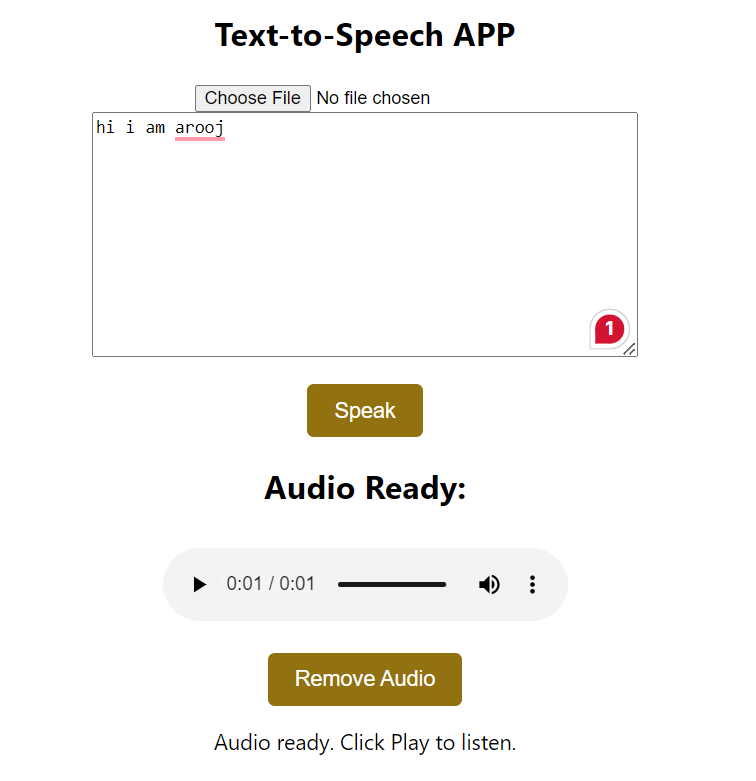 Text-to-Speech APP
Choose File No file chosen
hi i am arooj
1
Speak
Audio Ready:
0:01 / 0:01
Remove Audio
Audio ready. Click Play to listen.